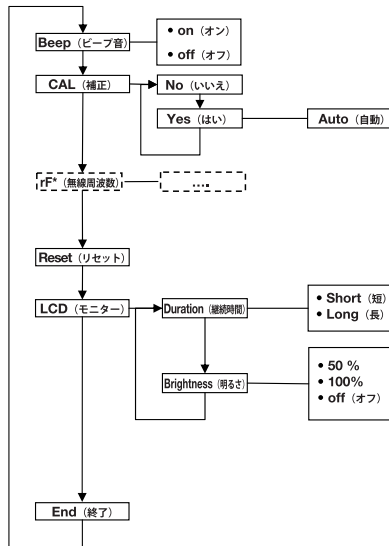 Beep（ビープ音）
• on（オン）
• off（オフ）
CAL（補正）
No（いいえ）
Yes（はい）
Auto（自動）
rF*（無線周波数）
....
Reset（リセット）
LCD（モニター）
Duration（継続時間）
• Short（短）
• Long（長）
Brightness（明るさ）
• 50 %
• 100%
• off（オフ）
End（終了）